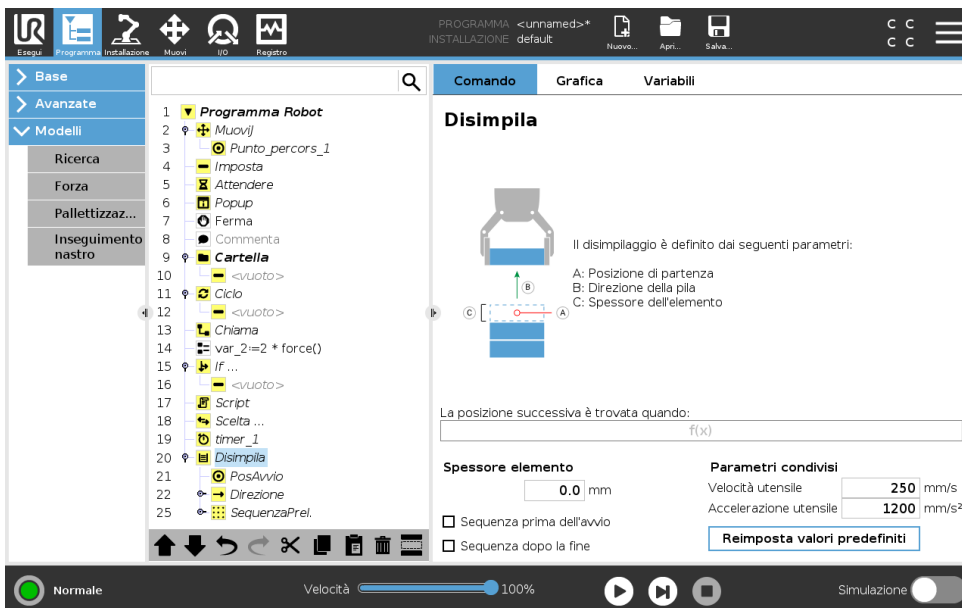 PROGRAMMA <unnamed>*
INSTALLAZIONE default
Esegui Programma Installazione Muovi I/O Registro Nuovo... Apri... Salva...
C C
C C
Base
Avanzate
Modelli
Ricerca
Forza
Pallettizzaz...
Inseguimento
nastro
1 Programma Robot
2 MuoviJ
3 Punto_percors_1
4 Imposta
5 Attendere
6 Popup
7 Ferma
8 Commenta
9 Cartella
10 <vuoto>
11 Ciclo
12 <vuoto>
13 Chiama
14 var_2:=2 * force()
15 If ...
16 <vuoto>
17 Script
18 Scelta ...
19 timer_1
20 Disimpila
21 PosAvvio
22 Direzione
25 SequenzaPrel.
Comando Grafica Variabili
Disimpila
Il disimpilaggio è definito dai seguenti parametri:
A: Posizione di partenza
B: Direzione della pila
C: Spessore dell'elemento
B
C
A
La posizione successiva è trovata quando:
f(x)
Spessore elemento
0.0 mm
Sequenza prima dell'avvio
Sequenza dopo la fine
Parametri condivisi
Velocità utensile 250 mm/s
Accelerazione utensile 1200 mm/s²
Reimposta valori predefiniti
Normale
Velocità 100%
Simulazione